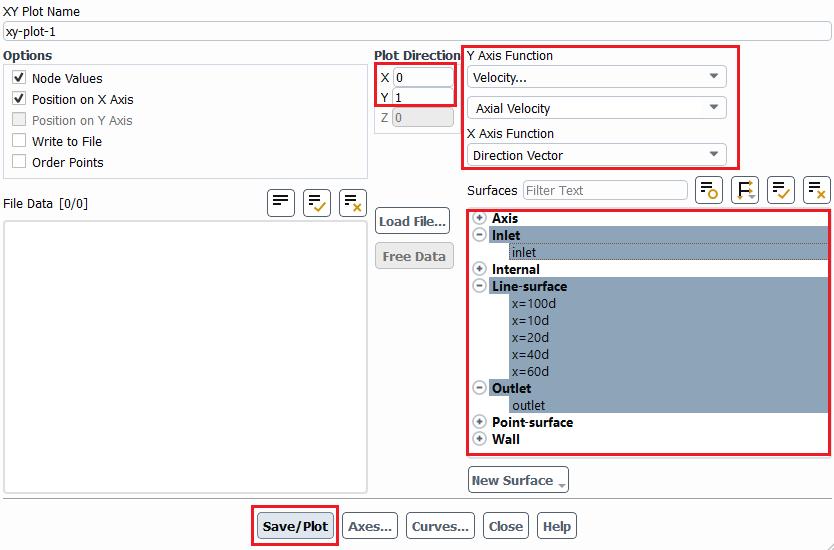 XY Plot Name
xy-plot-1
Options
Node Values
Position on X Axis
Position on Y Axis
Write to File
Order Points
Plot Direction
X 0
Y 1
Z 0
Y Axis Function
Velocity...
Axial Velocity
X Axis Function
Direction Vector
File Data [0/0]
Load File...
Free Data
Surfaces Filter Text
Axis
Inlet
inlet
Internal
Line-surface
x=100d
x=10d
x=20d
x=40d
x=60d
Outlet
outlet
Point-surface
Wall
New Surface
Save/Plot Axes... Curves... Close Help